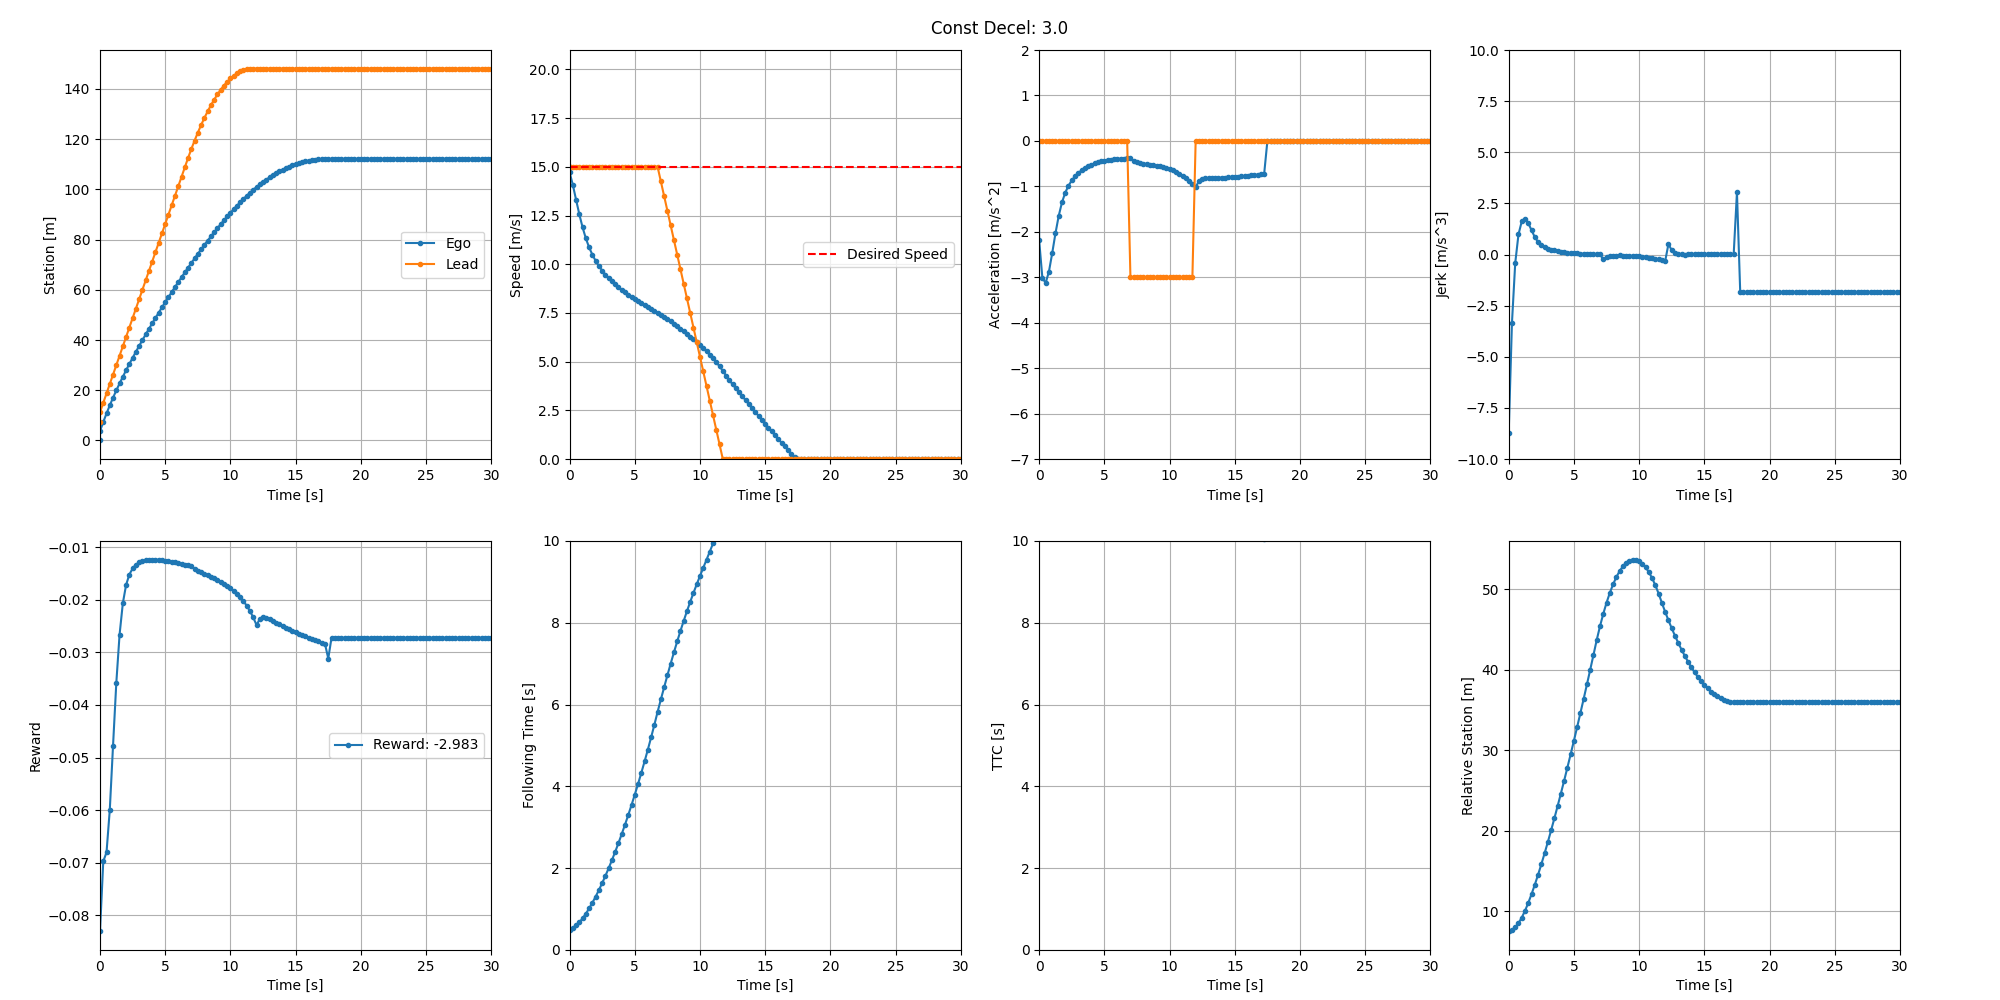 Const Decel: 3.0
Station [m]
140
120
100
80
60
40
20
0
Ego
Lead
0 5 10 15 20 25 30
Time [s]
Speed [m/s]
20.0
17.5
15.0
12.5
10.0
7.5
5.0
2.5
0.0
Desired Speed
0 5 10 15 20 25 30
Time [s]
Acceleration [m/s^2]
2
1
0
−1
−2
−3
−4
−5
−6
−7
0 5 10 15 20 25 30
Time [s]
Jerk [m/s^3]
10.0
7.5
5.0
2.5
0.0
−2.5
−5.0
−7.5
−10.0
0 5 10 15 20 25 30
Time [s]
Reward
−0.01
−0.02
−0.03
−0.04
−0.05
−0.06
−0.07
−0.08
Reward: -2.983
0 5 10 15 20 25 30
Time [s]
Following Time [s]
10
8
6
4
2
0
0 5 10 15 20 25 30
Time [s]
TTC [s]
10
8
6
4
2
0
0 5 10 15 20 25 30
Time [s]
Relative Station [m]
50
40
30
20
10
0 5 10 15 20 25 30
Time [s]